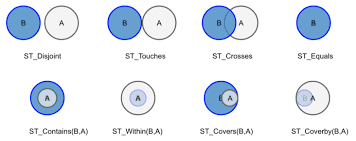 B A B A B A B
ST_Disjoint ST_Touches ST_Crosses ST_Equals
A A B A B A
ST_Contains(B,A) ST_Within(B,A) ST_Covers(B,A) ST_Coverby(B,A)